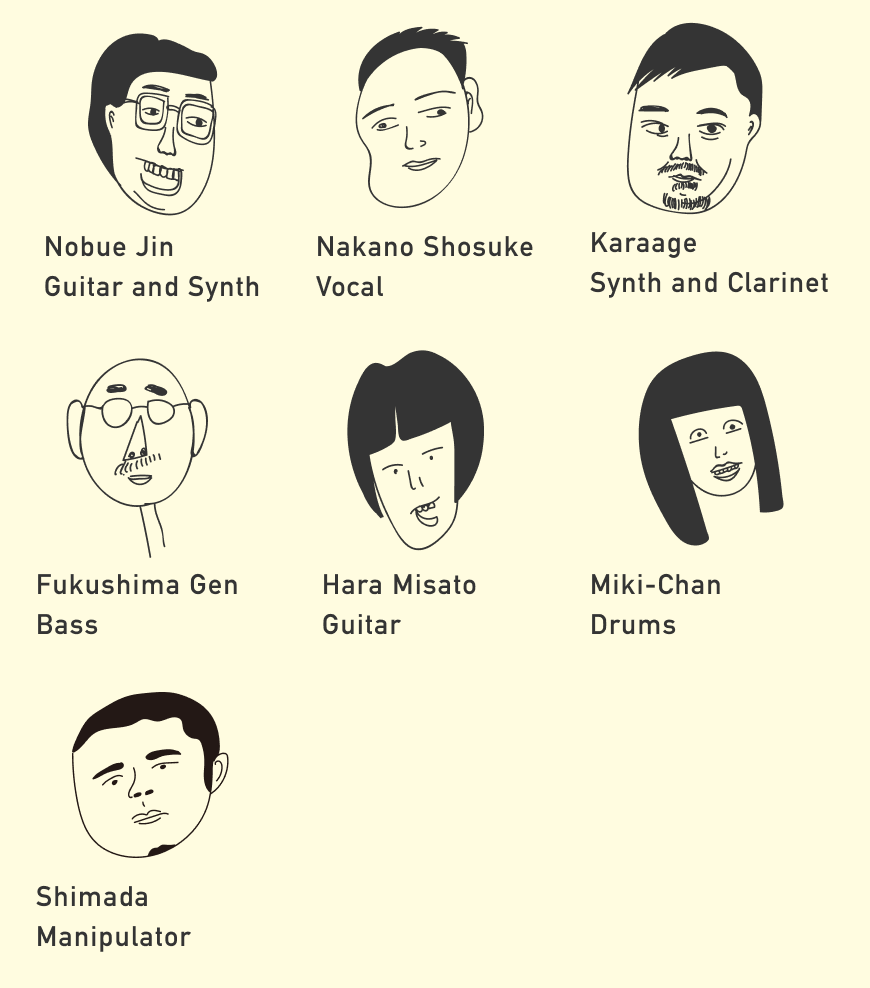 Nobue Jin
Guitar and Synth
Nakano Shosuke
Vocal
Karaage
Synth and Clarinet
Fukushima Gen
Bass
Hara Misato
Guitar
Miki-Chan
Drums
Shimada
Manipulator